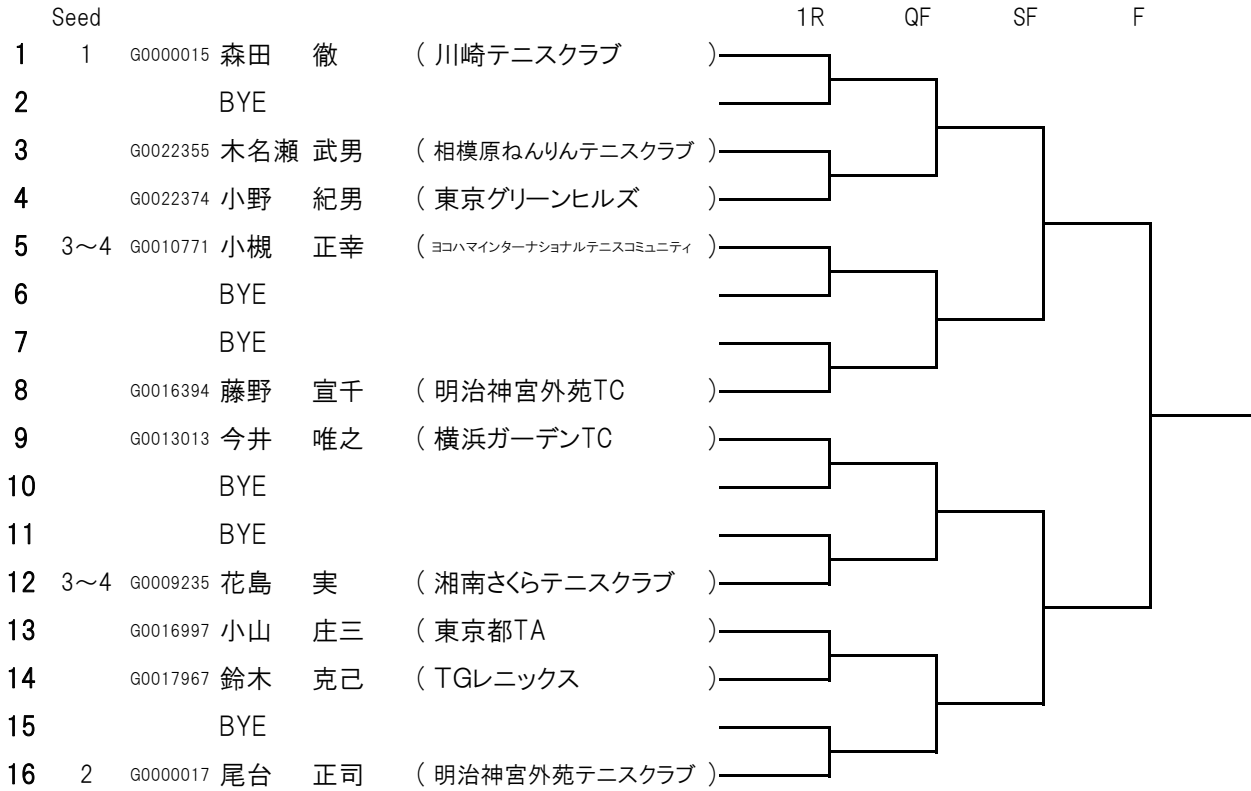 Seed 1R QF SF F
1 1 G0000015 森田 徹 ( 川崎テニスクラブ )
2 BYE
3 G0022355 木名瀬 武男 ( 相模原ねんりんテニスクラブ )
4 G0022374 小野 紀男 ( 東京グリーンヒルズ )
5 3～4 G0010771 小槻 正幸 ( ヨコハマインターナショナルテニスコミュニティ )
6 BYE
7 BYE
8 G0016394 藤野 宣千 ( 明治神宮外苑TC )
9 G0013013 今井 唯之 ( 横浜ガーデンTC )
10 BYE
11 BYE
12 3～4 G0009235 花島 実 ( 湘南さくらテニスクラブ )
13 G0016997 小山 庄三 ( 東京都TA )
14 G0017967 鈴木 克己 ( TGレニックス )
15 BYE
16 2 G0000017 尾台 正司 ( 明治神宮外苑テニスクラブ )